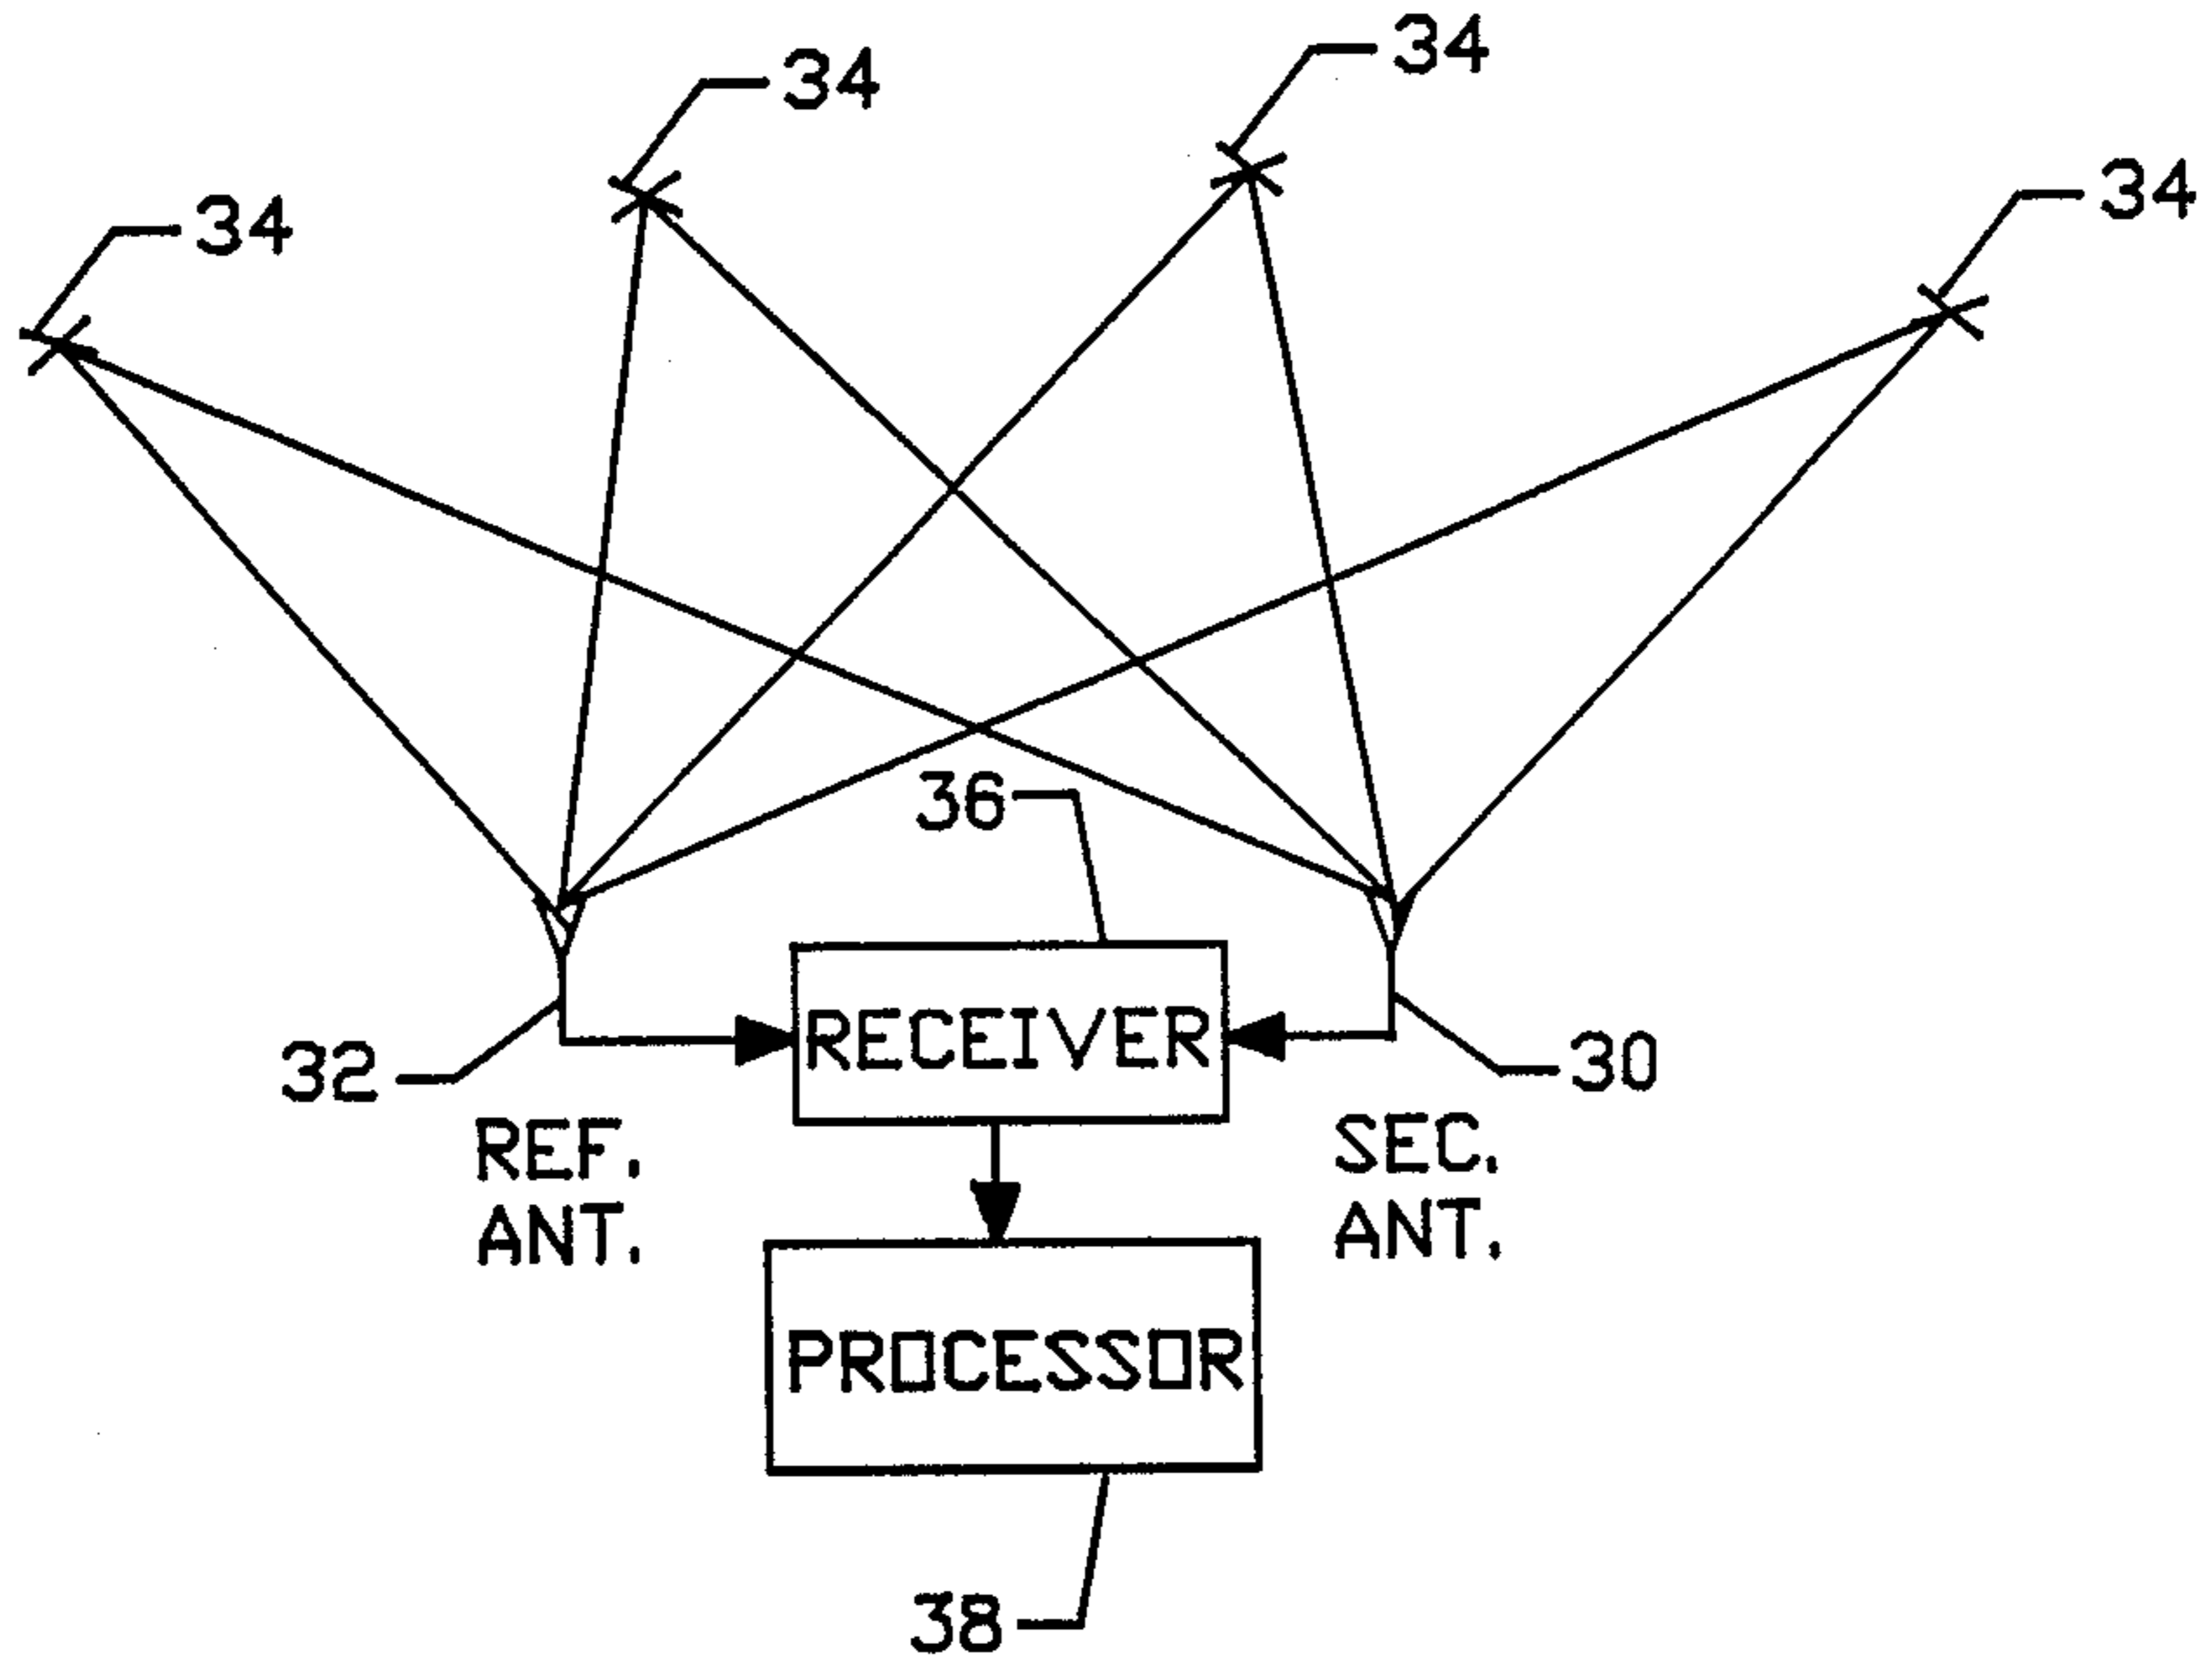 34
34
34
34
36
RECEIVER
32
30
REF.
ANT.
SEC.
ANT.
PROCESSOR
38